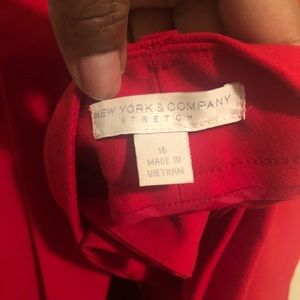 NEW YORK & COMPANY
STRETCH
16
MADE IN
VIETNAM